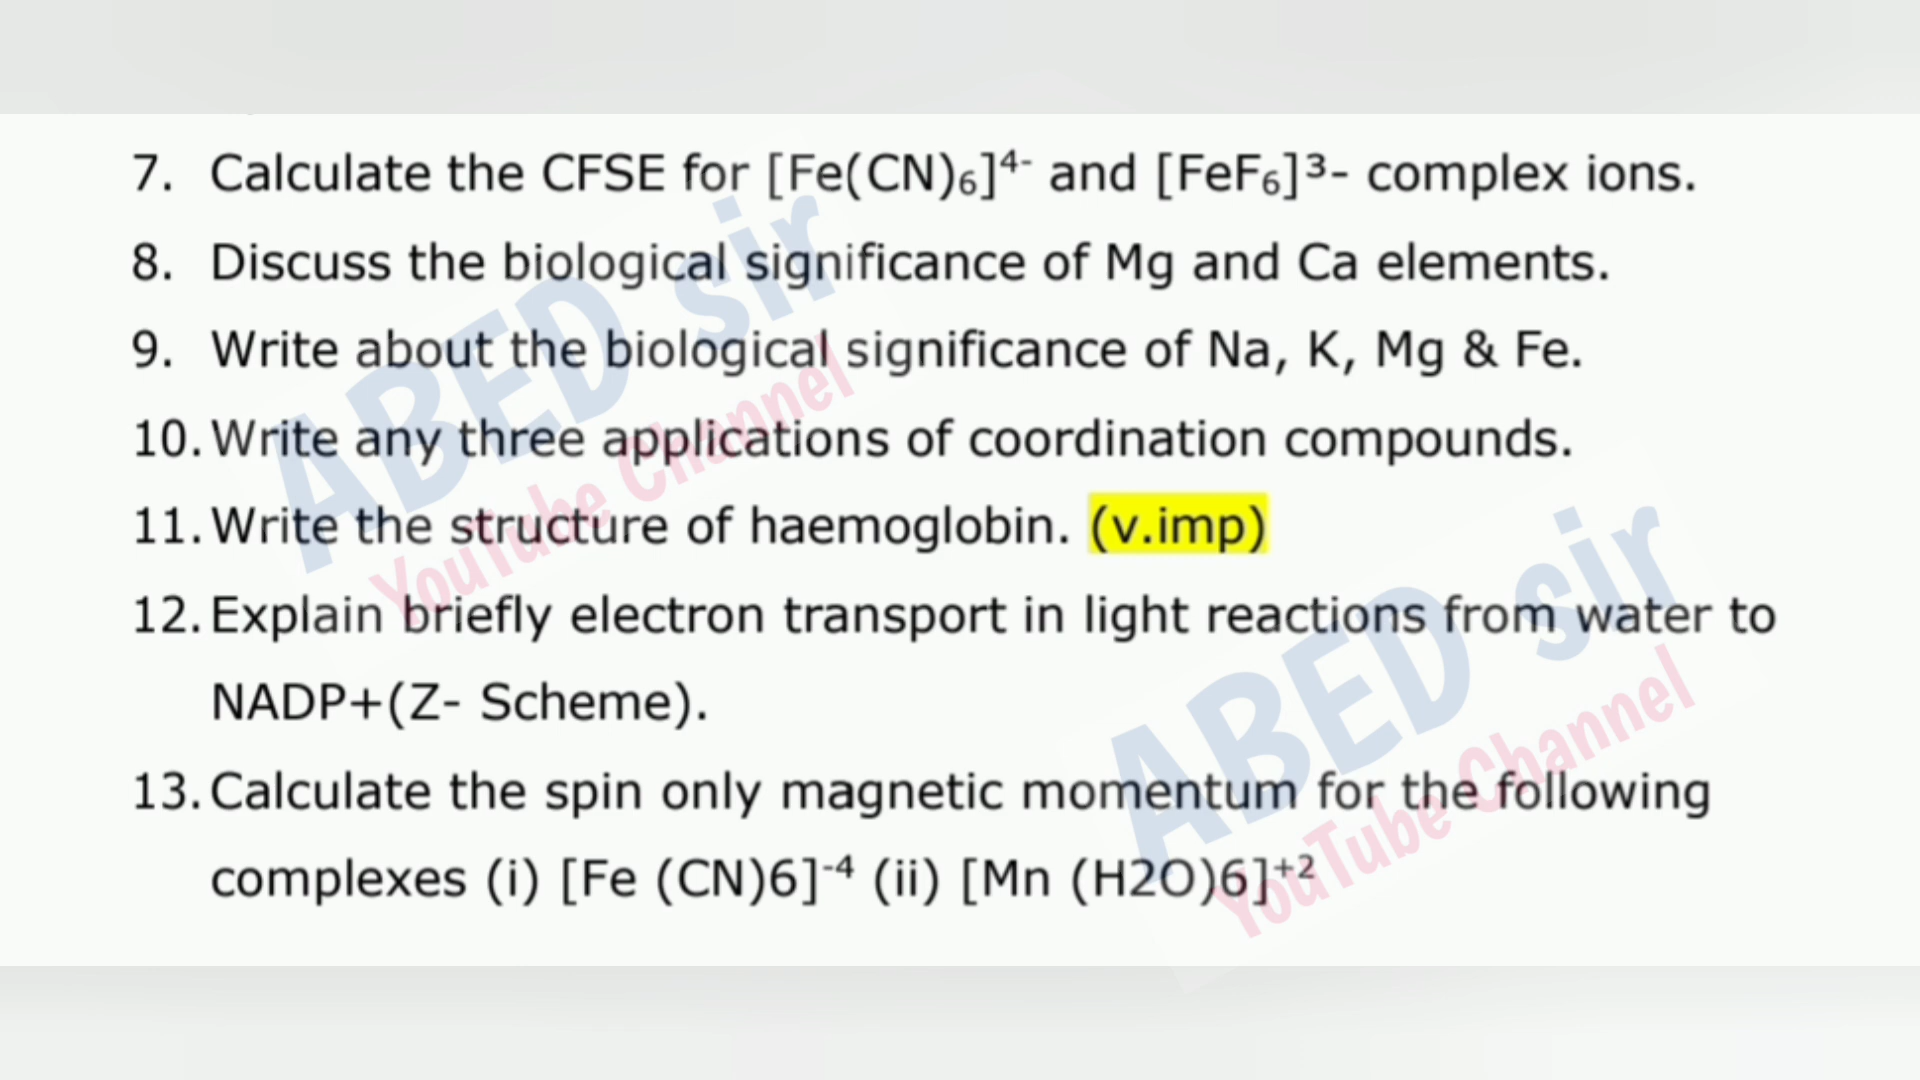 7. Calculate the CFSE for [Fe(CN)₆]⁴⁻ and [FeF₆]³- complex ions.
8. Discuss the biological significance of Mg and Ca elements.
9. Write about the biological significance of Na, K, Mg & Fe.
10. Write any three applications of coordination compounds.
11. Write the structure of haemoglobin. (v.imp)
12. Explain briefly electron transport in light reactions from water to
NADP+(Z- Scheme).
13. Calculate the spin only magnetic momentum for the following
complexes (i) [Fe (CN)6]⁻⁴ (ii) [Mn (H2O)6]⁺²
ABED sir
YouTube Channel
ABED sir
YouTube Channel